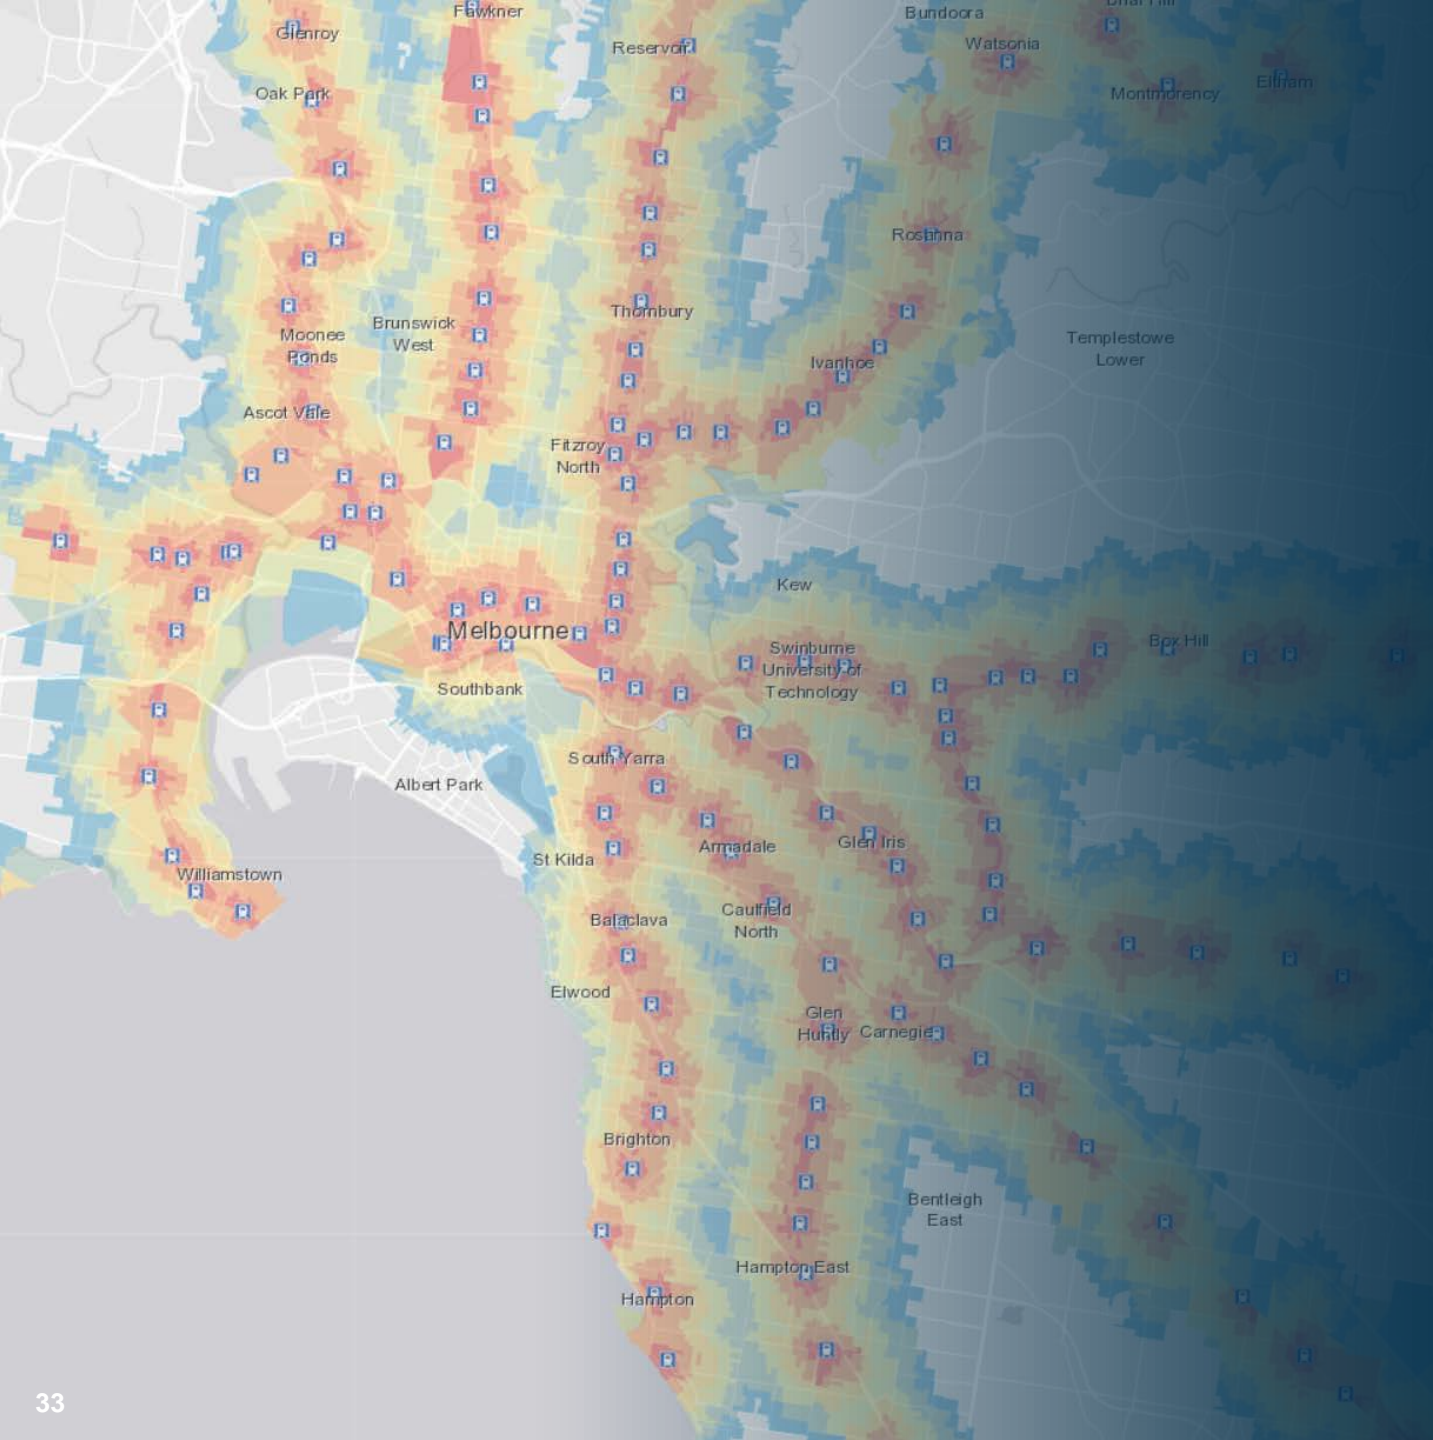 Fawkner
Bundoora
Briar Hill
Glenroy
Reservoir
Watsonia
Oak Park
Montmorency
Eltham
Rosanna
Thornbury
Moonee
Ponds
Brunswick
West
Templestowe
Lower
Ivanhoe
Ascot Vale
Fitzroy
North
Kew
Melbourne
Box Hill
Swinburne
University of
Technology
Southbank
South Yarra
Albert Park
Glen Iris
Armadale
St Kilda
Williamstown
Balaclava
Caulfield
North
Elwood
Glen
Huntly
Carnegie
Brighton
Bentleigh
East
Hampton East
Hampton
33